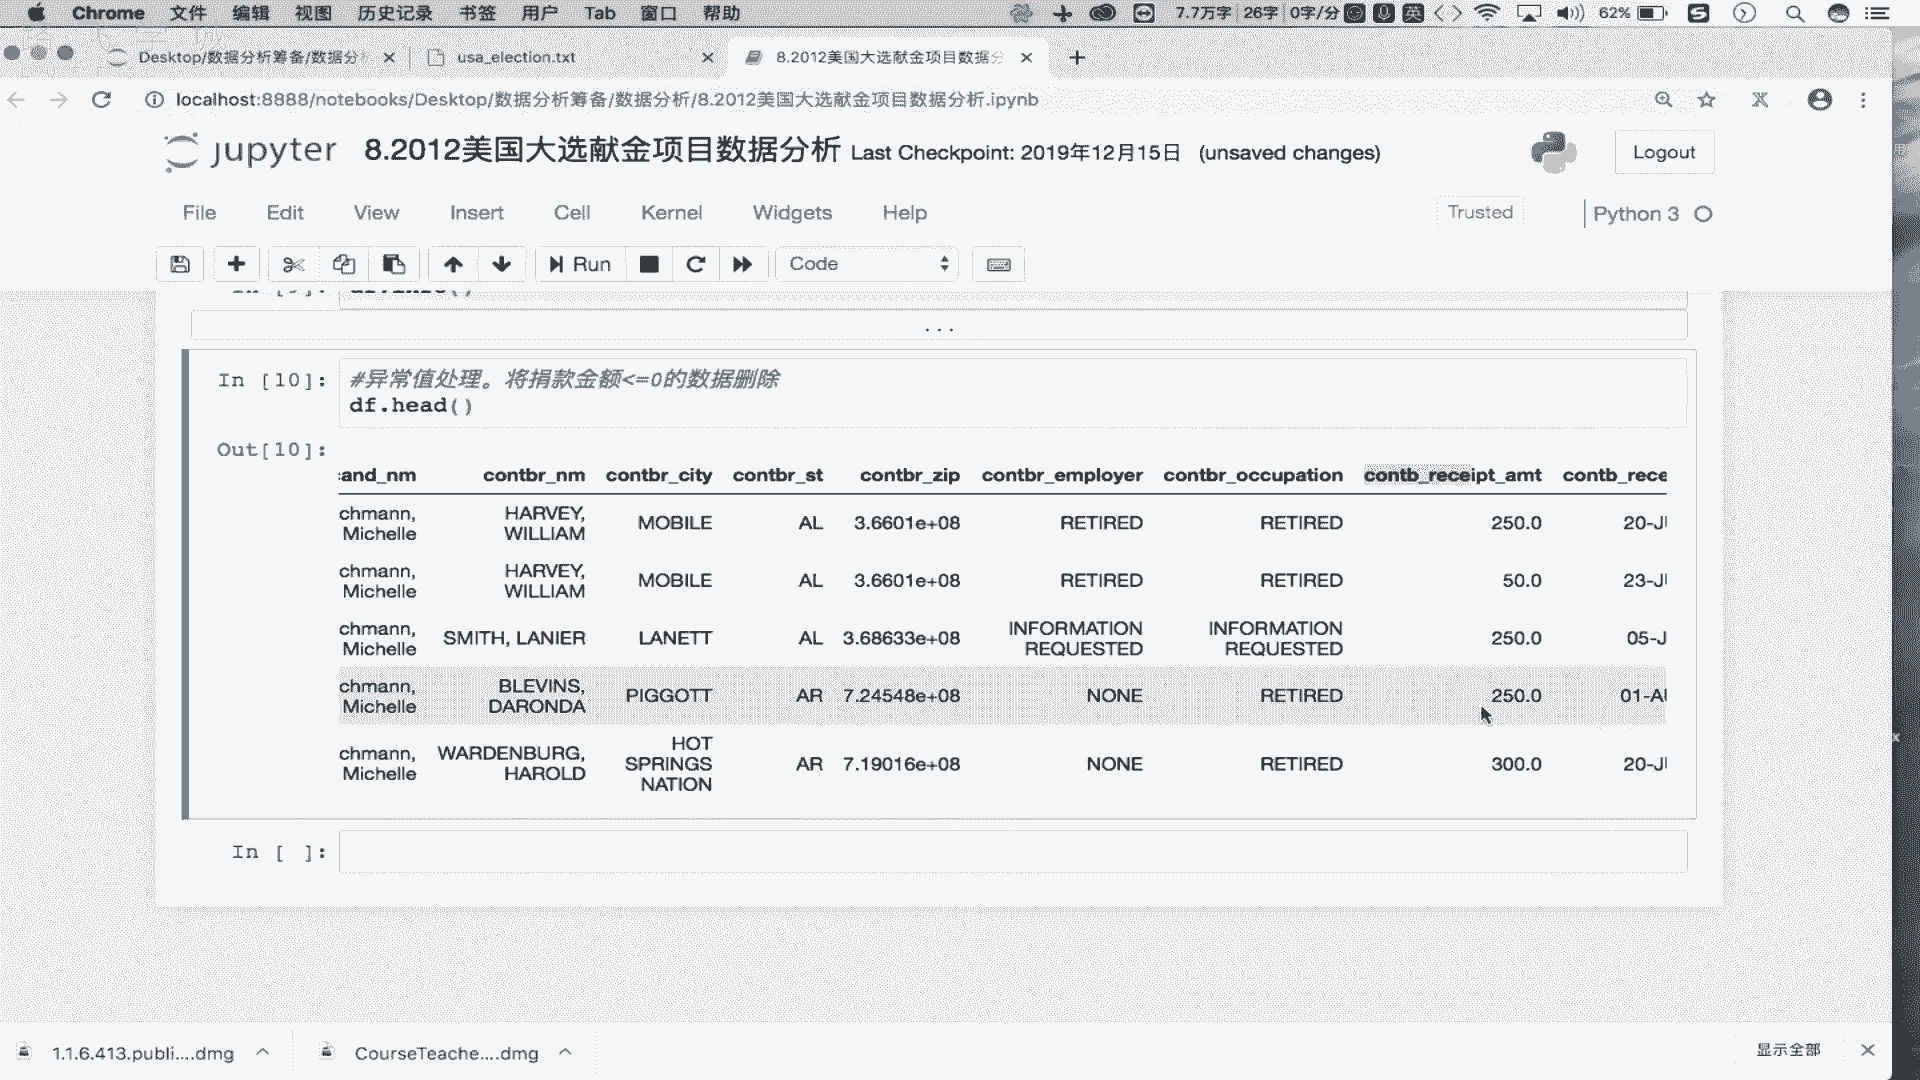 Chrome 文件 编辑 视图 历史记录 书签 用户 Tab 窗口 帮助 7.7万字 26字 0字/分 英 62%
Desktop/数据分析筹备/数据分 usa_election.txt 8.2012美国大选献金项目数据分
localhost:8888/notebooks/Desktop/数据分析筹备/数据分析/8.2012美国大选献金项目数据分析.ipynb
jupyter 8.2012美国大选献金项目数据分析 Last Checkpoint: 2019年12月15日 (unsaved changes) Logout
File Edit View Insert Cell Kernel Widgets Help Trusted Python 3
Run Code
...
In [10]: #异常值处理。将捐款金额<=0的数据删除
df.head()
Out[10]:
and_nm contbr_nm contbr_city contbr_st contbr_zip contbr_employer contbr_occupation contb_receipt_amt contb_rece
chmann, Michelle HARVEY, WILLIAM MOBILE AL 3.6601e+08 RETIRED RETIRED 250.0 20-J
chmann, Michelle HARVEY, WILLIAM MOBILE AL 3.6601e+08 RETIRED RETIRED 50.0 23-J
chmann, Michelle SMITH, LANIER LANETT AL 3.68633e+08 INFORMATION REQUESTED INFORMATION REQUESTED 250.0 05-J
chmann, Michelle BLEVINS, DARONDA PIGGOTT AR 7.24548e+08 NONE RETIRED 250.0 01-A
chmann, Michelle WARDENBURG, HAROLD HOT SPRINGS NATION AR 7.19016e+08 NONE RETIRED 300.0 20-J
In [ ]:
1.1.6.413.publi....dmg CourseTeache....dmg 显示全部